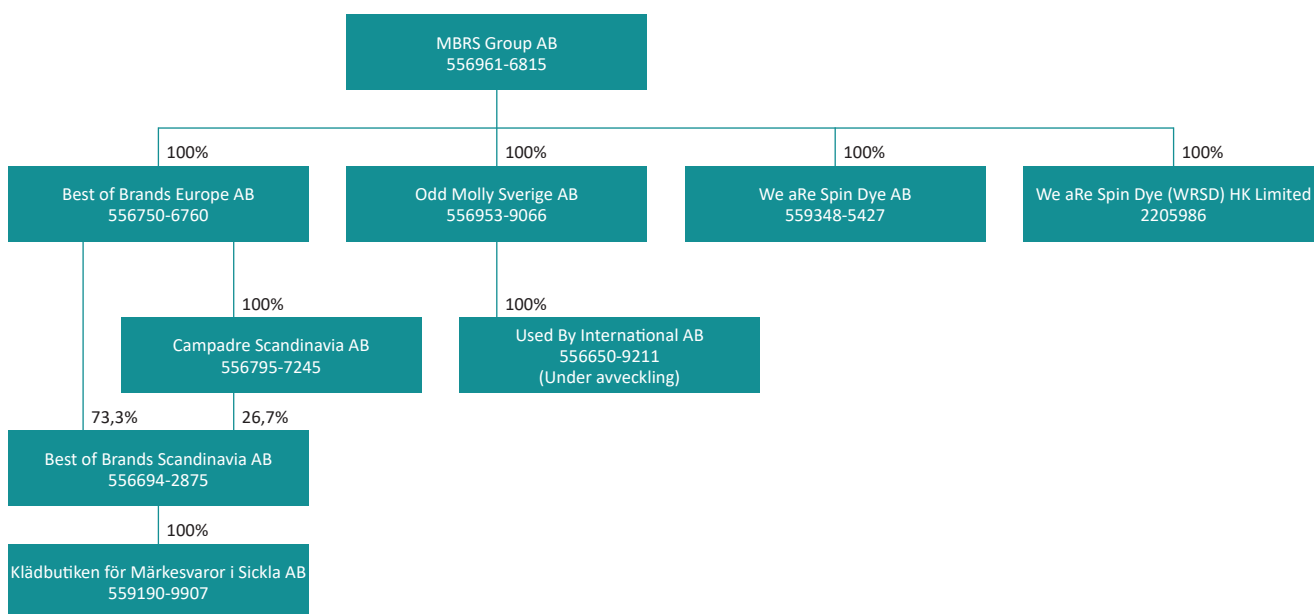 MBRS Group AB
556961-6815
100%
100%
100%
100%
Best of Brands Europe AB
556750-6760
Odd Molly Sverige AB
556953-9066
We aRe Spin Dye AB
559348-5427
We aRe Spin Dye (WRSD) HK Limited
2205986
100%
100%
Campadre Scandinavia AB
556795-7245
Used By International AB
556650-9211
(Under avveckling)
73,3%
26,7%
Best of Brands Scandinavia AB
556694-2875
100%
Klädbutiken för Märkesvaror i Sickla AB
559190-9907